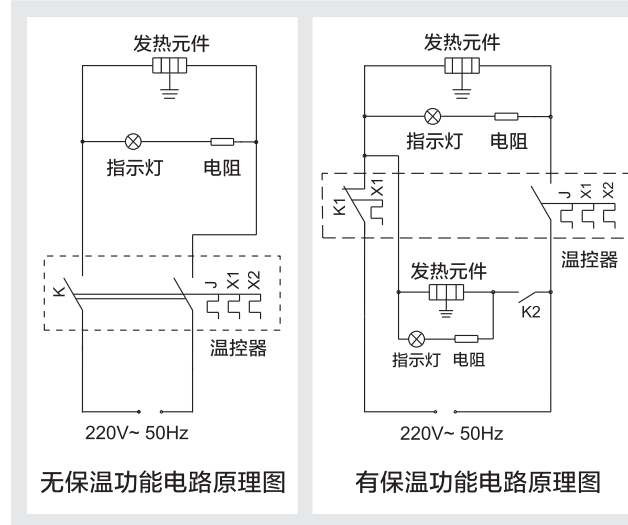 发热元件
指示灯
电阻
K
J
X1
X2
温控器
220V~ 50Hz
无保温功能电路原理图
发热元件
指示灯
电阻
K1
X1
J
X1
X2
温控器
发热元件
K2
指示灯
电阻
220V~ 50Hz
有保温功能电路原理图